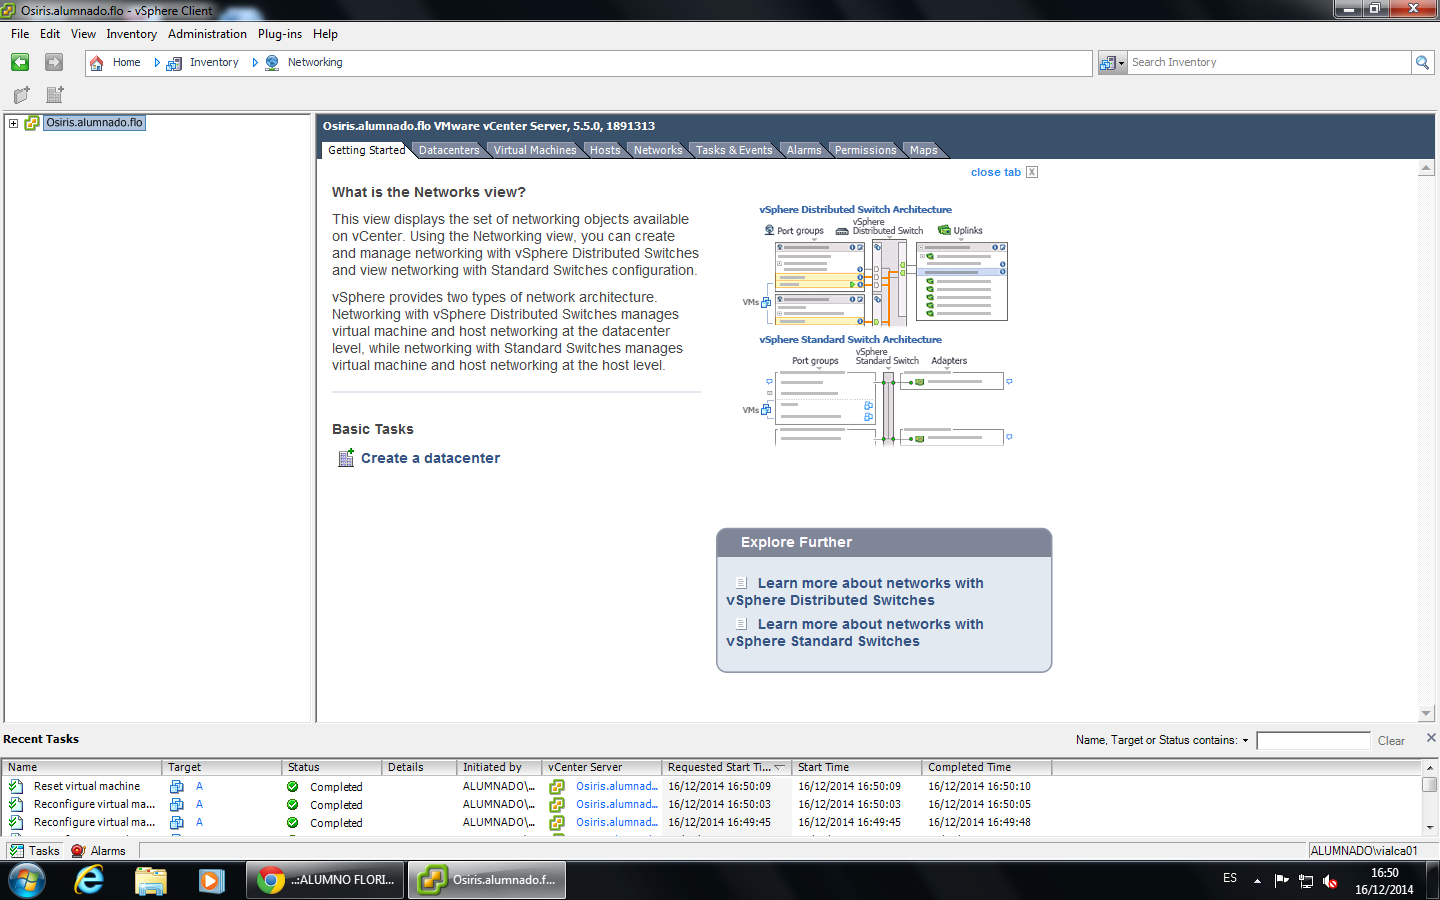 Osiris.alumnado.flo - vSphere Client
File Edit View Inventory Administration Plug-ins Help
Home Inventory Networking
Search Inventory
Osiris.alumnado.flo
Osiris.alumnado.flo VMware vCenter Server, 5.5.0, 1891313
Getting Started Datacenters Virtual Machines Hosts Networks Tasks & Events Alarms Permissions Maps
close tab X
What is the Networks view?
This view displays the set of networking objects available
on vCenter. Using the Networking view, you can create
and manage networking with vSphere Distributed Switches
and view networking with Standard Switches configuration.
vSphere provides two types of network architecture.
Networking with vSphere Distributed Switches manages
virtual machine and host networking at the datacenter
level, while networking with Standard Switches manages
virtual machine and host networking at the host level.
Basic Tasks
Create a datacenter
vSphere Distributed Switch Architecture
Port groups
vSphere
Distributed Switch
Uplinks
VMs
vSphere Standard Switch Architecture
Port groups
vSphere
Standard Switch
Adapters
VMs
Explore Further
Learn more about networks with
vSphere Distributed Switches
Learn more about networks with
vSphere Standard Switches
Recent Tasks
Name, Target or Status contains:
Clear
Name Target Status Details Initiated by vCenter Server Requested Start Ti... Start Time Completed Time
Reset virtual machine A Completed ALUMNADO\... Osiris.alumnad... 16/12/2014 16:50:09 16/12/2014 16:50:09 16/12/2014 16:50:10
Reconfigure virtual ma... A Completed ALUMNADO\... Osiris.alumnad... 16/12/2014 16:50:03 16/12/2014 16:50:03 16/12/2014 16:50:05
Reconfigure virtual ma... A Completed ALUMNADO\... Osiris.alumnad... 16/12/2014 16:49:45 16/12/2014 16:49:45 16/12/2014 16:49:48
Tasks Alarms
ALUMNADO\vialca01
..:ALUMNO FLORI...
Osiris.alumnado.f...
ES
16:50
16/12/2014